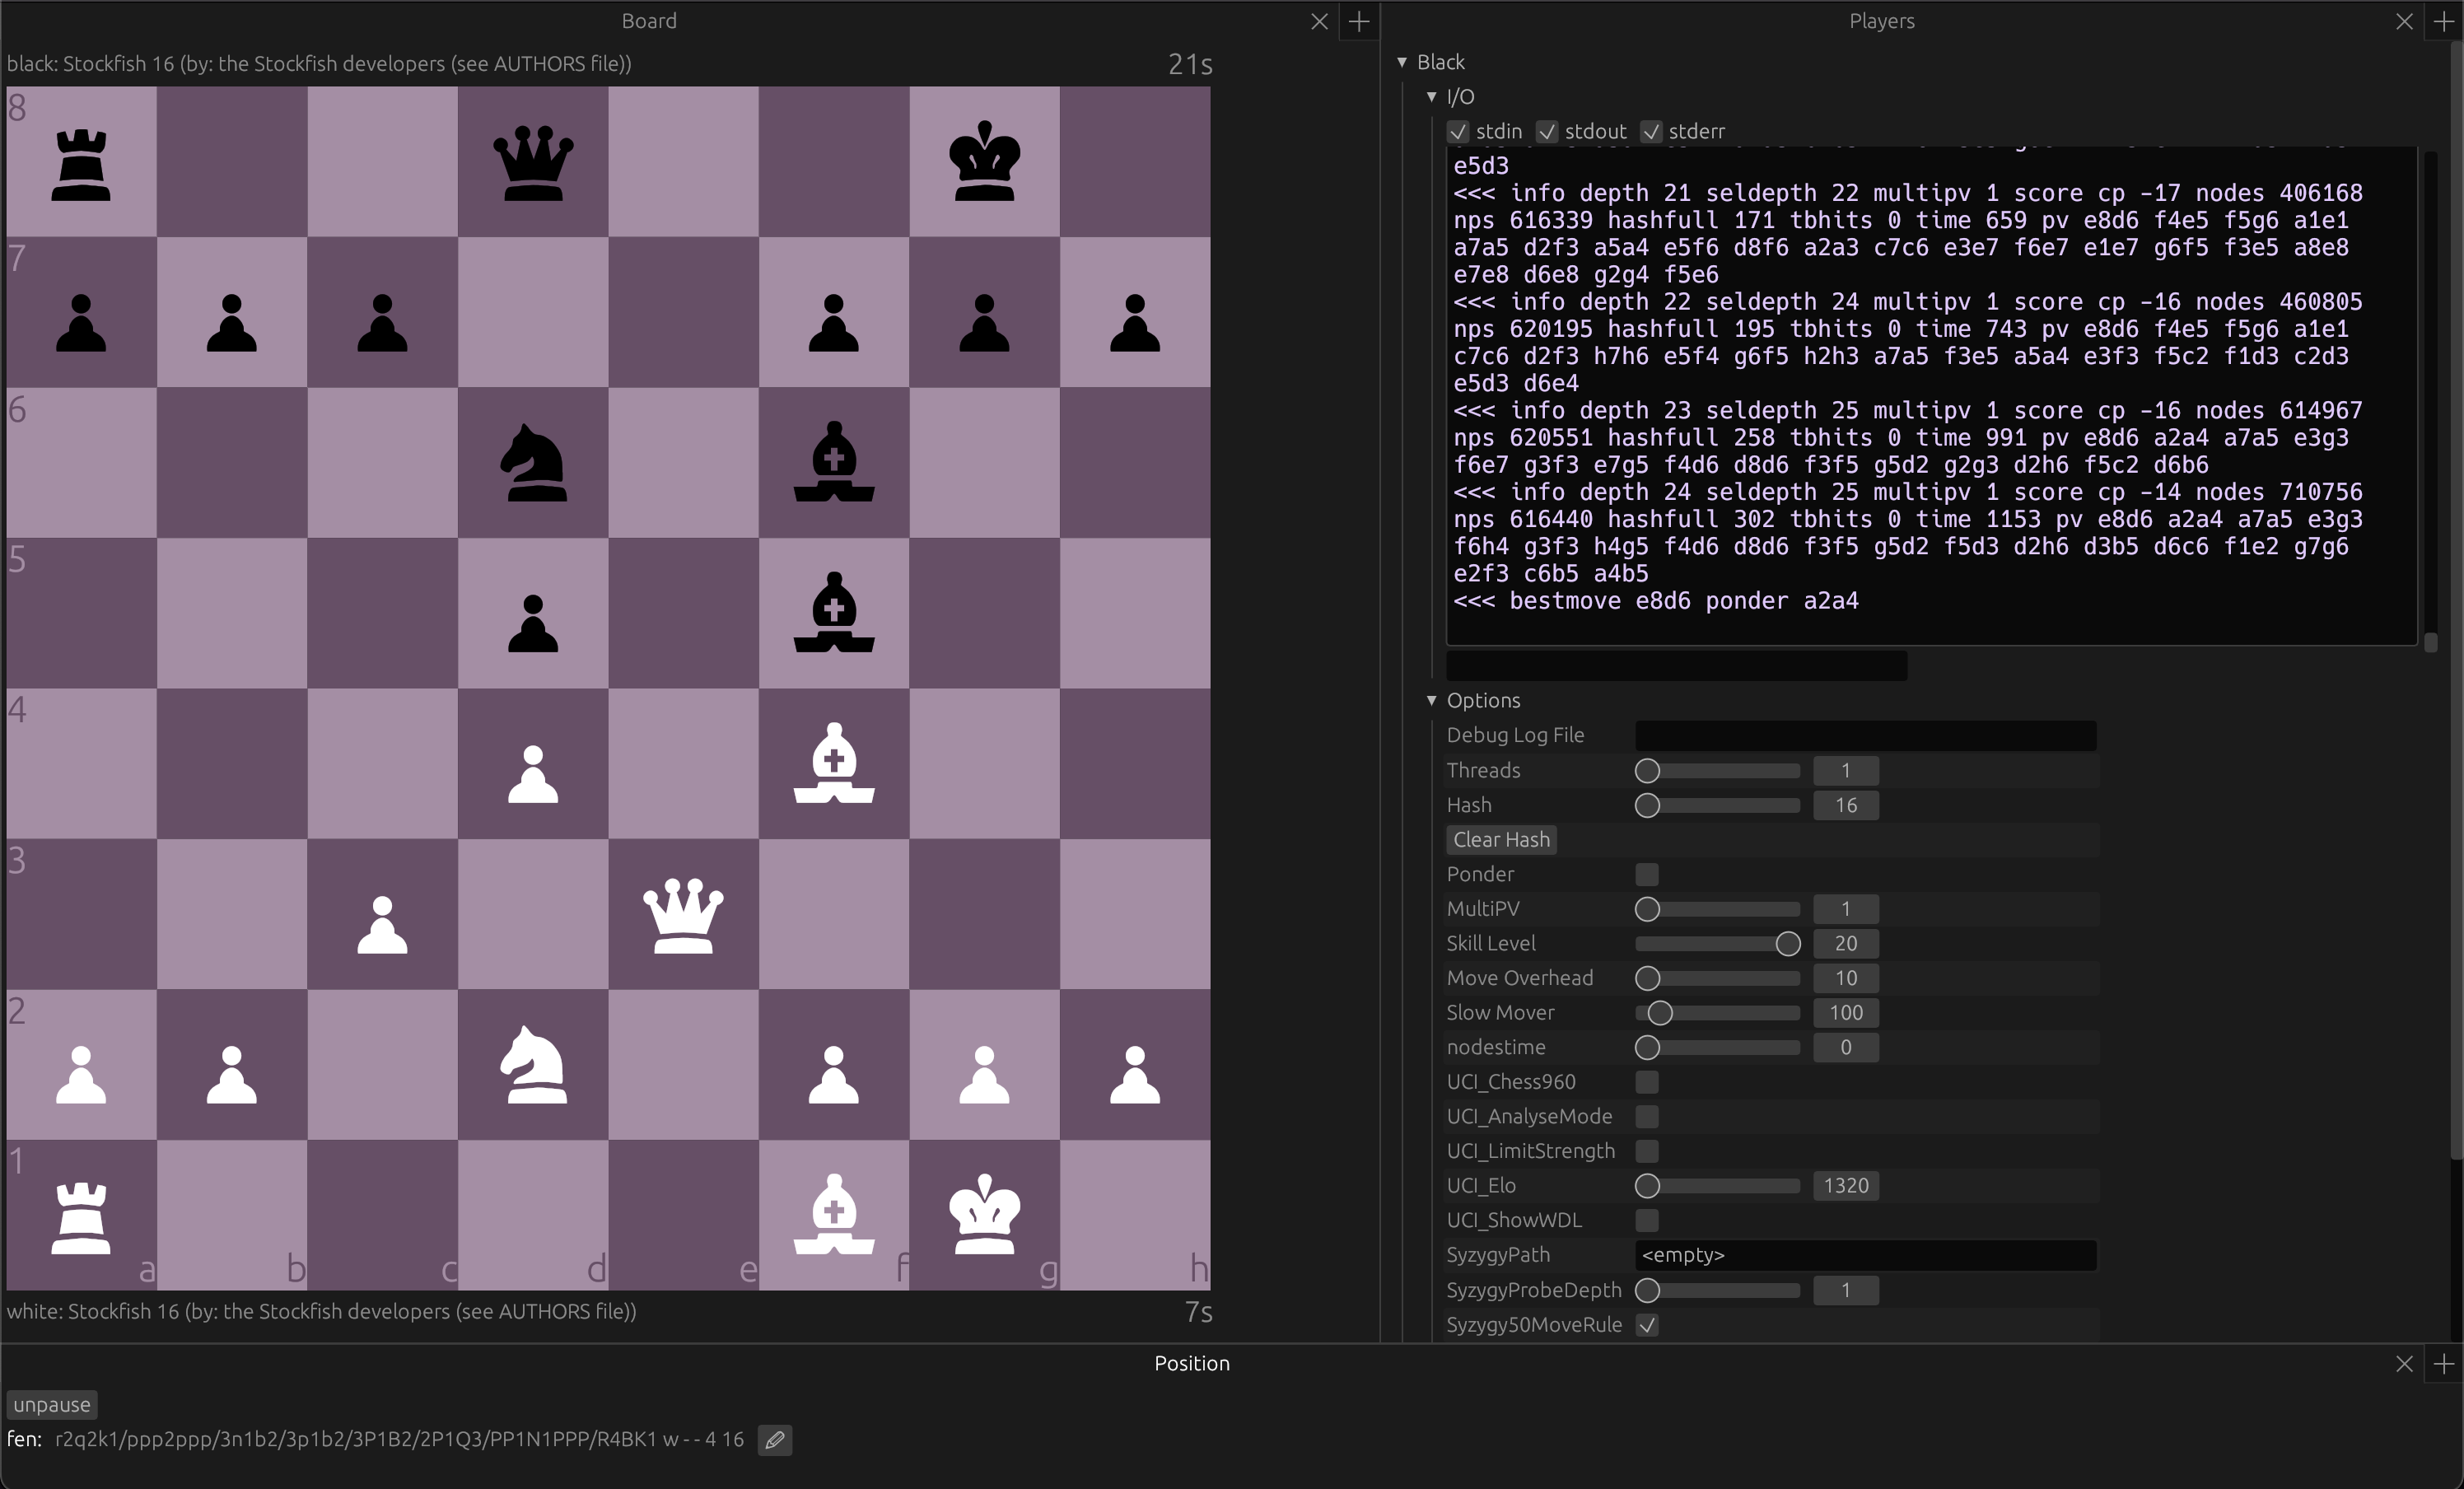 Board
black: Stockfish 16 (by: the Stockfish developers (see AUTHORS file))
21s
8
7
6
5
4
3
2
1
a b c d e f g h
white: Stockfish 16 (by: the Stockfish developers (see AUTHORS file))
7s
Players
Black
I/O
stdin stdout stderr
e5d3
<<< info depth 21 seldepth 22 multipv 1 score cp -17 nodes 406168
nps 616339 hashfull 171 tbhits 0 time 659 pv e8d6 f4e5 f5g6 a1e1
a7a5 d2f3 a5a4 e5f6 d8f6 a2a3 c7c6 e3e7 f6e7 e1e7 g6f5 f3e5 a8e8
e7e8 d6e8 g2g4 f5e6
<<< info depth 22 seldepth 24 multipv 1 score cp -16 nodes 460805
nps 620195 hashfull 195 tbhits 0 time 743 pv e8d6 f4e5 f5g6 a1e1
c7c6 d2f3 h7h6 e5f4 g6f5 h2h3 a7a5 f3e5 a5a4 e3f3 f5c2 f1d3 c2d3
e5d3 d6e4
<<< info depth 23 seldepth 25 multipv 1 score cp -16 nodes 614967
nps 620551 hashfull 258 tbhits 0 time 991 pv e8d6 a2a4 a7a5 e3g3
f6e7 g3f3 e7g5 f4d6 d8d6 f3f5 g5d2 g2g3 d2h6 f5c2 d6b6
<<< info depth 24 seldepth 25 multipv 1 score cp -14 nodes 710756
nps 616440 hashfull 302 tbhits 0 time 1153 pv e8d6 a2a4 a7a5 e3g3
f6h4 g3f3 h4g5 f4d6 d8d6 f3f5 g5d2 f5d3 d2h6 d3b5 d6c6 f1e2 g7g6
e2f3 c6b5 a4b5
<<< bestmove e8d6 ponder a2a4
Options
Debug Log File
Threads 1
Hash 16
Clear Hash
Ponder
MultiPV 1
Skill Level 20
Move Overhead 10
Slow Mover 100
nodestime 0
UCI_Chess960
UCI_AnalyseMode
UCI_LimitStrength
UCI_Elo 1320
UCI_ShowWDL
SyzygyPath <empty>
SyzygyProbeDepth 1
Syzygy50MoveRule
Position
unpause
fen: r2q2k1/ppp2ppp/3n1b2/3p1b2/3P1B2/2P1Q3/PP1N1PPP/R4BK1 w - - 4 16